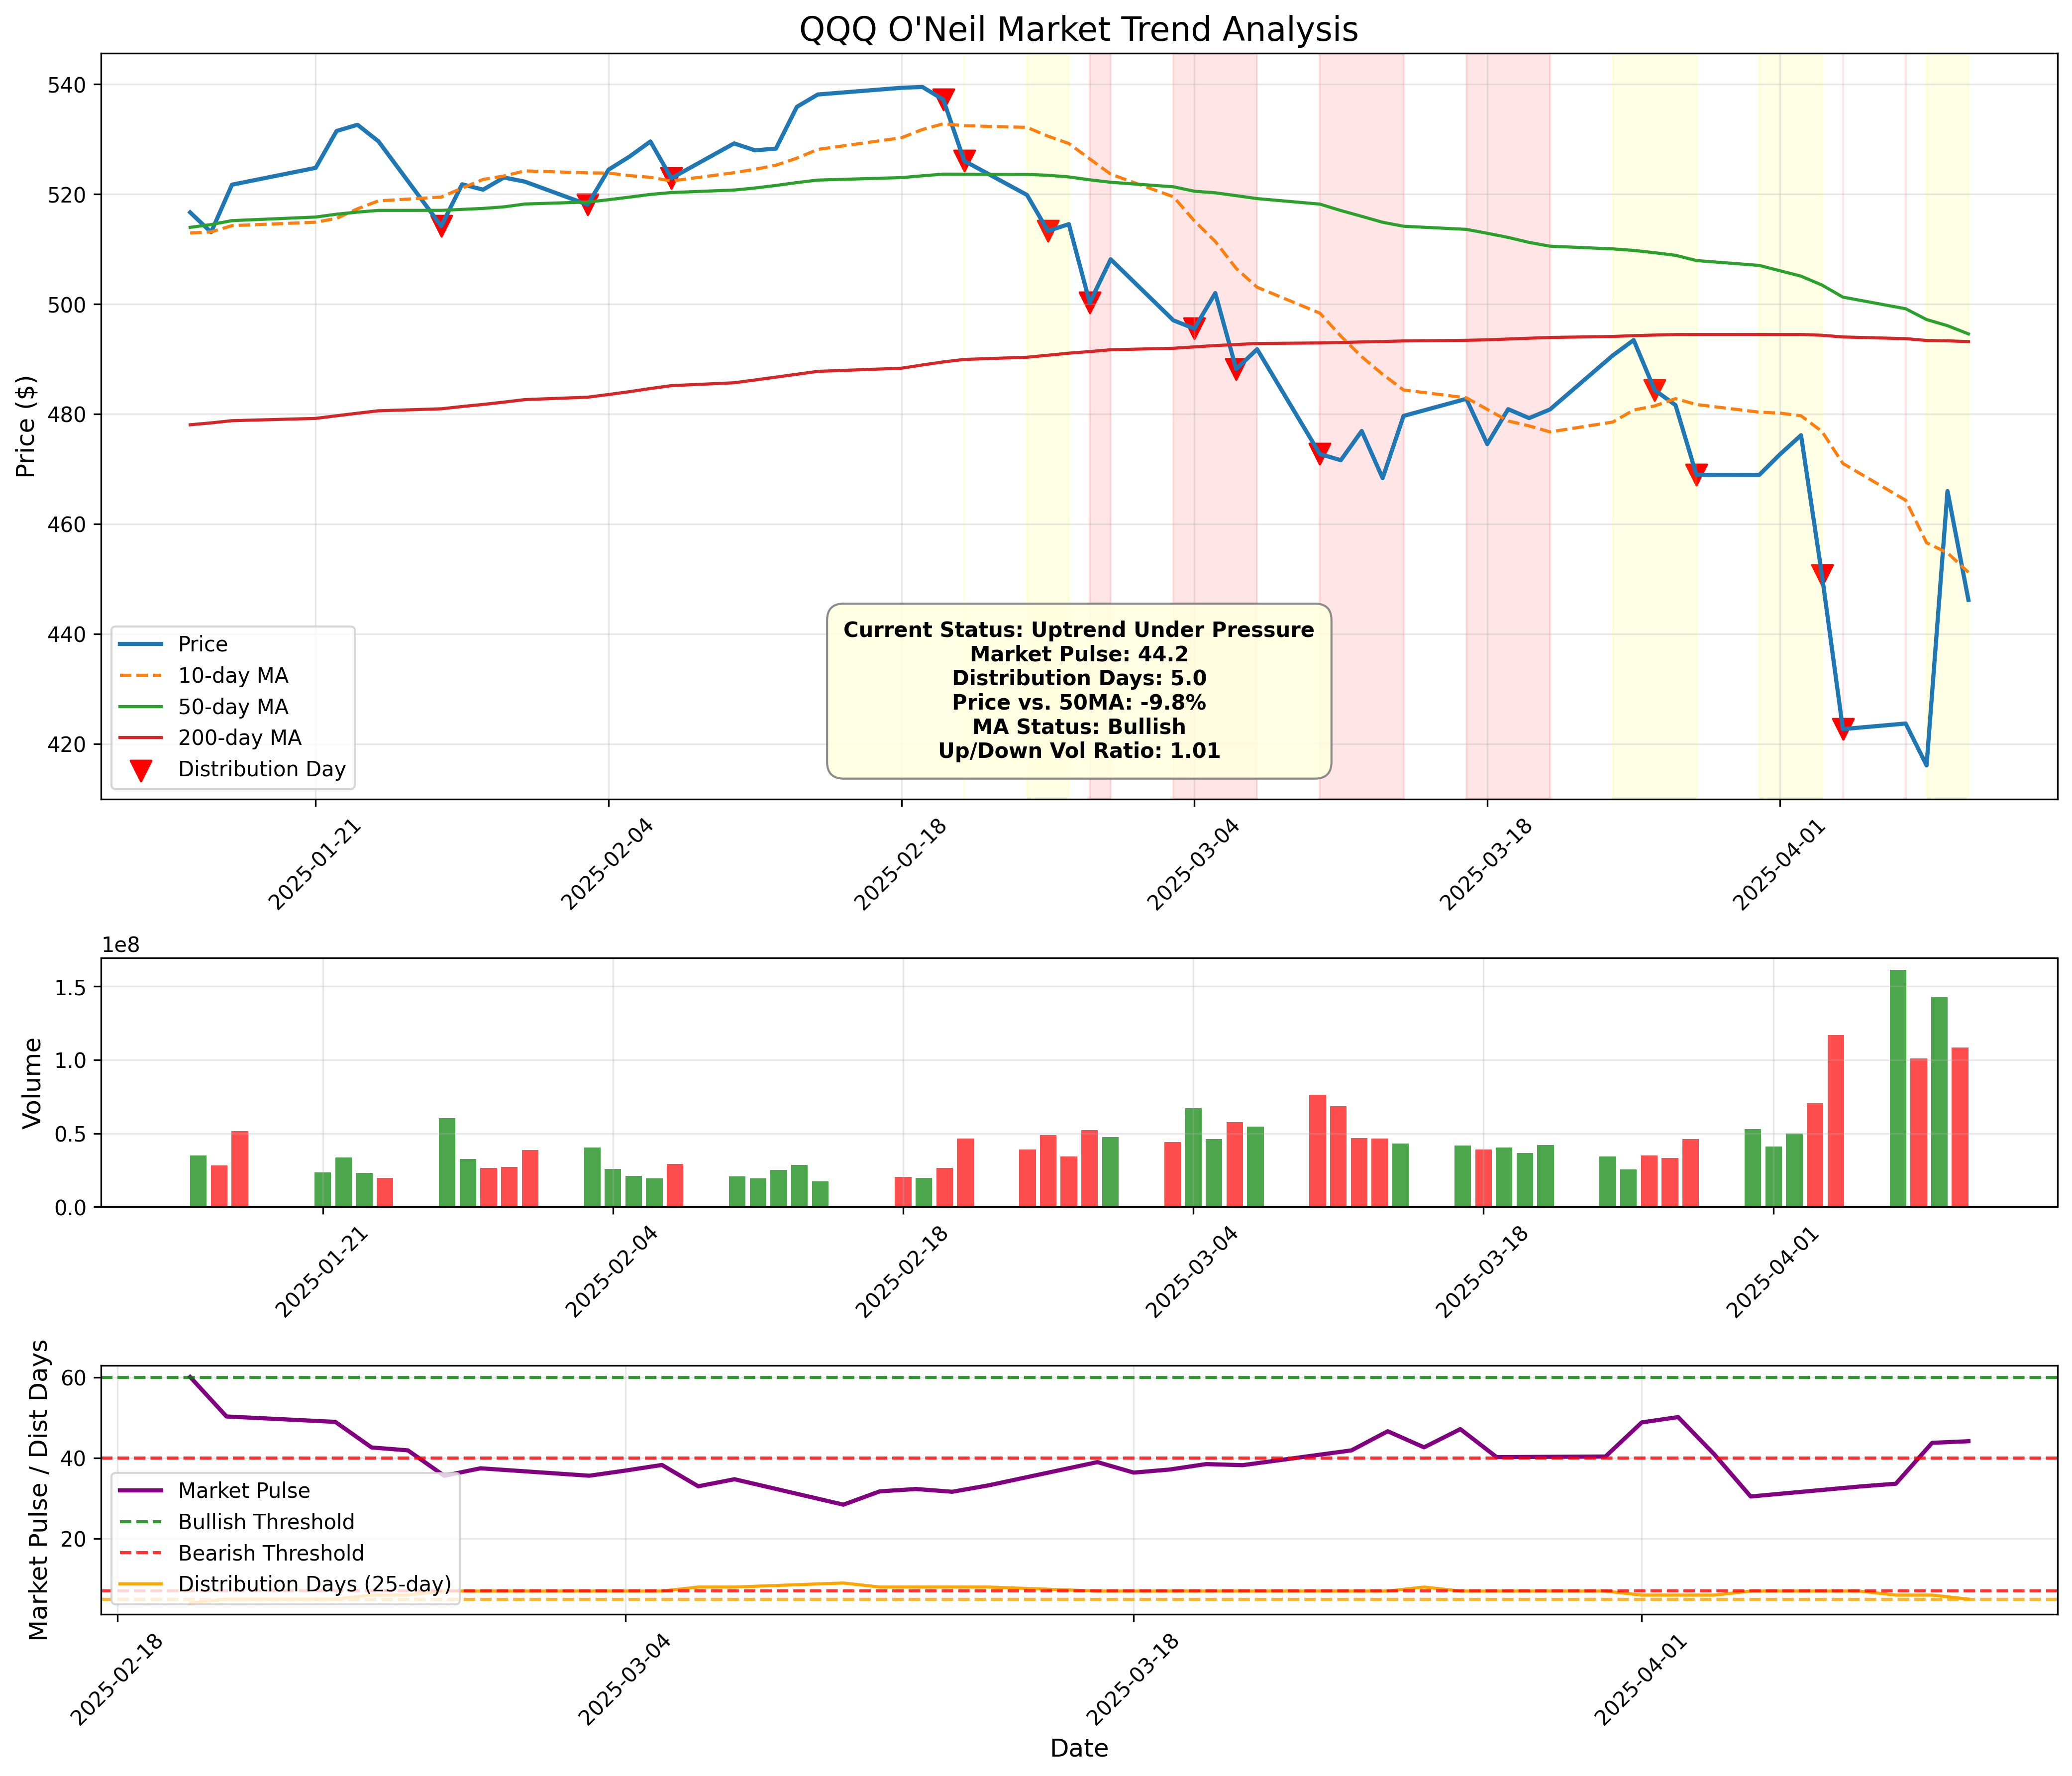 QQQ O'Neil Market Trend Analysis
Price ($)
540
520
500
480
460
440
420
Price
10-day MA
50-day MA
200-day MA
Distribution Day
Current Status: Uptrend Under Pressure
Market Pulse: 44.2
Distribution Days: 5.0
Price vs. 50MA: -9.8%
MA Status: Bullish
Up/Down Vol Ratio: 1.01
2025-01-21
2025-02-04
2025-02-18
2025-03-04
2025-03-18
2025-04-01
1e8
Volume
1.5
1.0
0.5
0.0
2025-01-21
2025-02-04
2025-02-18
2025-03-04
2025-03-18
2025-04-01
Market Pulse / Dist Days
60
40
20
Market Pulse
Bullish Threshold
Bearish Threshold
Distribution Days (25-day)
2025-02-18
2025-03-04
2025-03-18
2025-04-01
Date